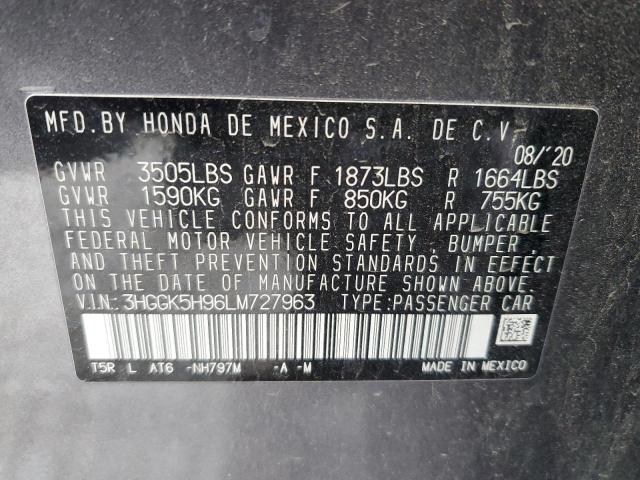 MFD.BY HONDA DE MEXICO S.A. DE C.V
08/'20
GVWR 3505LBS GAWR F 1873LBS R 1664LBS
GVWR 1590KG GAWR F 850KG R 755KG
THIS VEHICLE CONFORMS TO ALL APPLICABLE
FEDERAL MOTOR VEHICLE SAFETY , BUMPER ,
AND THEFT PREVENTION STANDARDS IN EFFECT
ON THE DATE OF MANUFACTURE SHOWN ABOVE.
V.I.N: 3HGGK5H96LM727963 TYPE:PASSENGER CAR
T5R L AT6 -NH797M -A -M MADE IN MEXICO